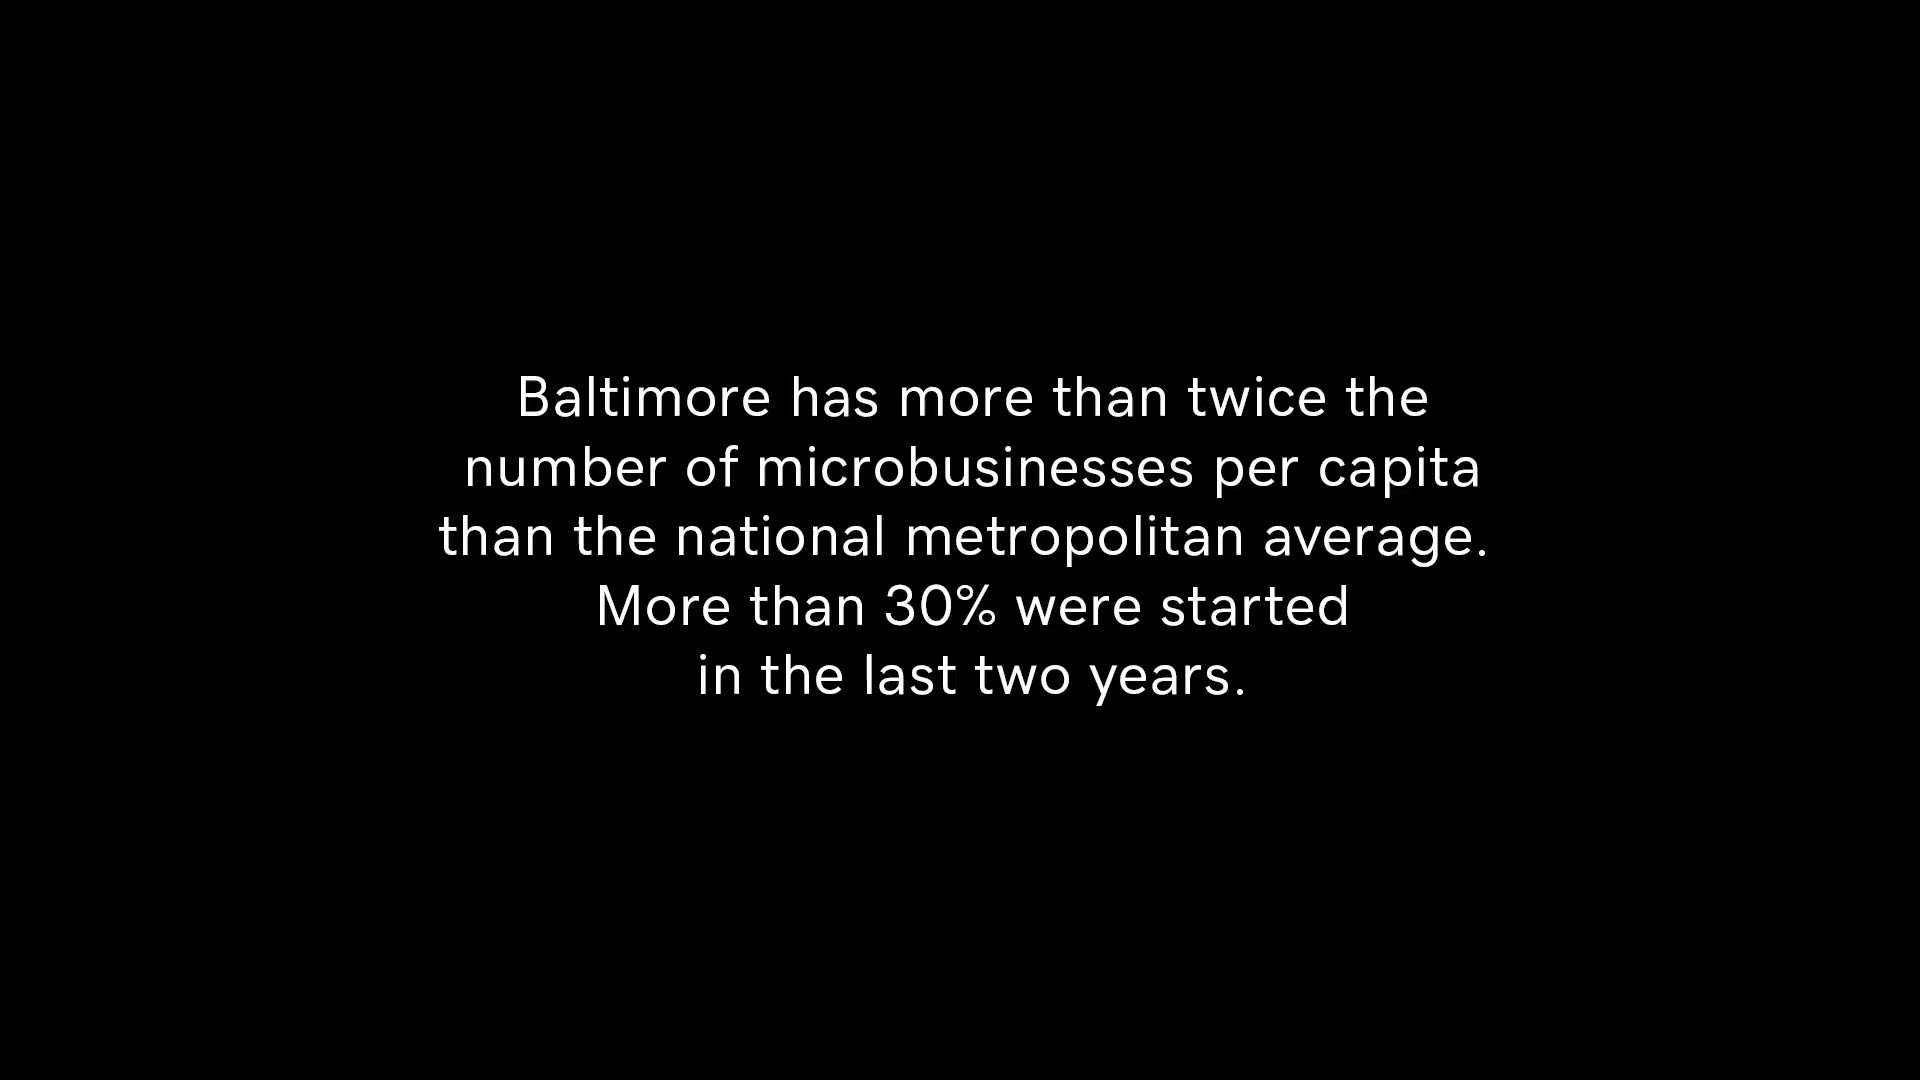 Baltimore has more than twice the
number of microbusinesses per capita
than the national metropolitan average.
More than 30% were started
in the last two years.